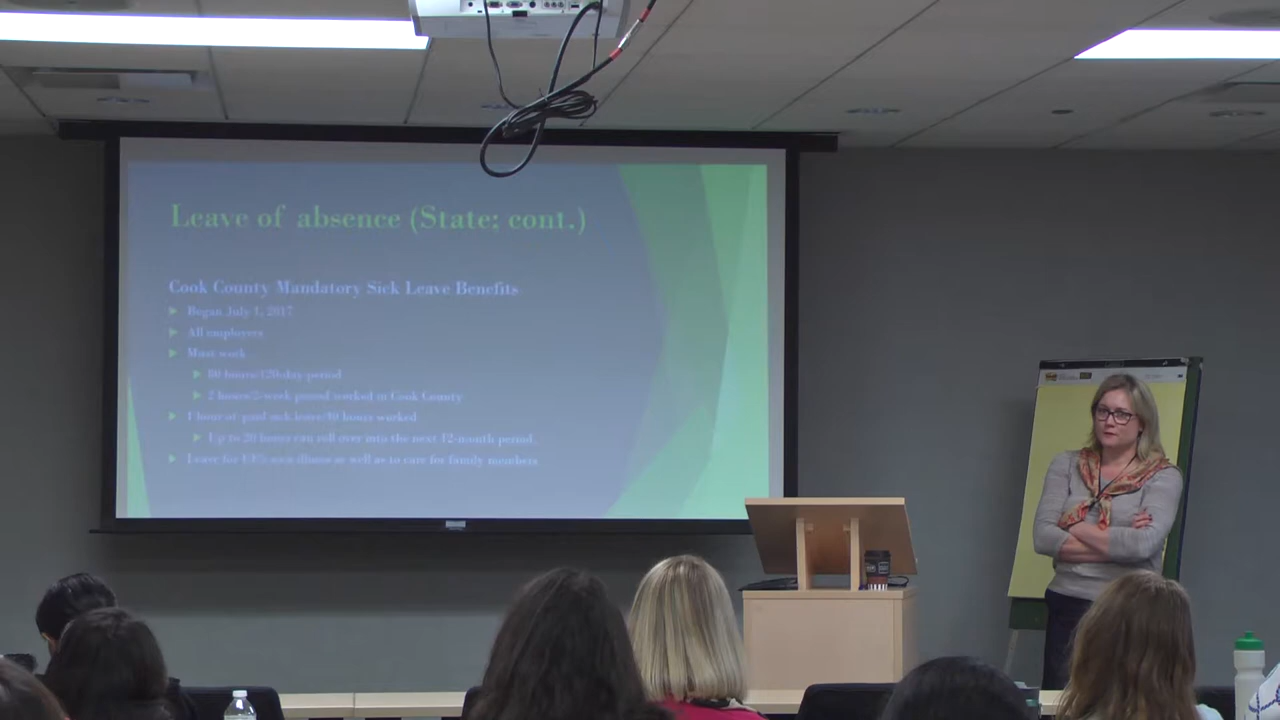 Leave of absence (State; cont.)
Cook County Mandatory Sick Leave Benefits
Began July 1, 2017
All employers
Must work
80 hours/120-day period
2 hours/2-week period worked in Cook County
1 hour of paid sick leave/40 hours worked
Up to 20 hours can roll over into the next 12-month period
Leave for own illness as well as to care for family members